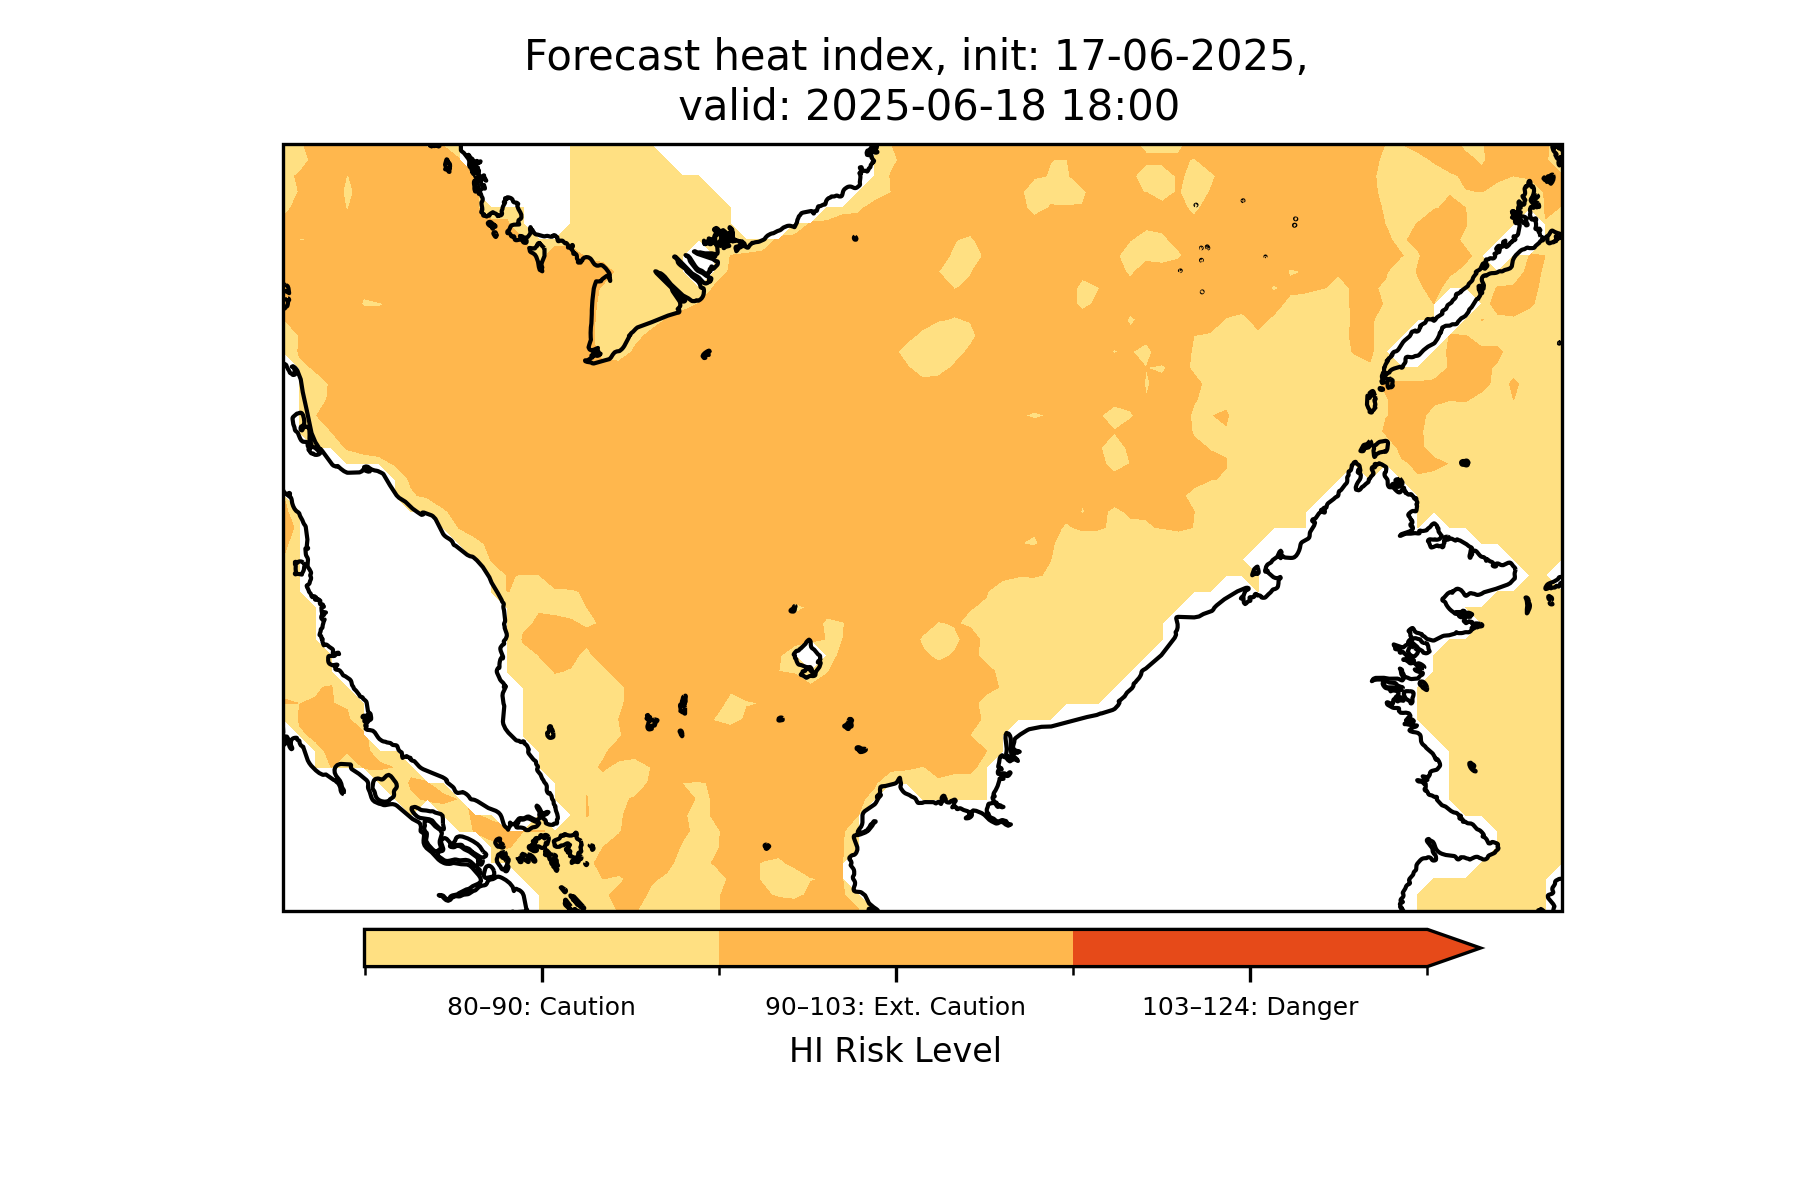 Forecast heat index, init: 17-06-2025,
valid: 2025-06-18 18:00
80–90: Caution
90–103: Ext. Caution
103–124: Danger
HI Risk Level